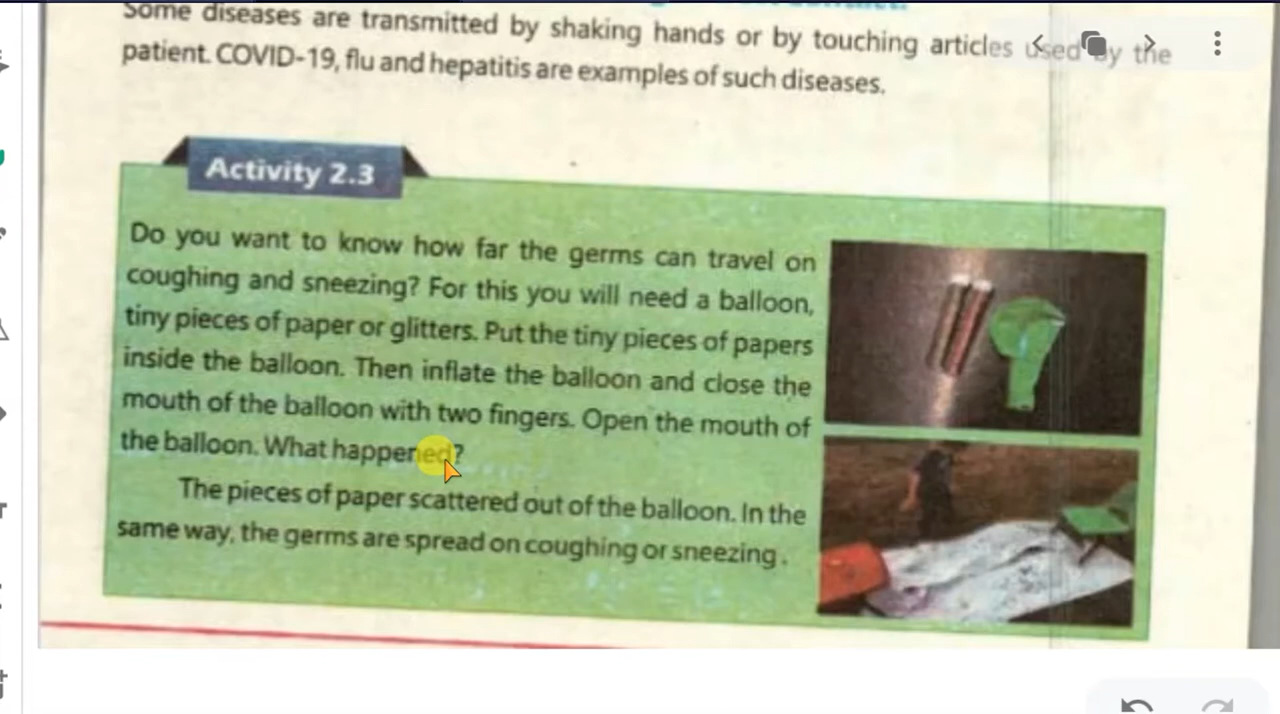 Some diseases are transmitted by shaking hands or by touching articles used by the
patient. COVID-19, flu and hepatitis are examples of such diseases.
Activity 2.3
Do you want to know how far the germs can travel on
coughing and sneezing? For this you will need a balloon,
tiny pieces of paper or glitters. Put the tiny pieces of papers
inside the balloon. Then inflate the balloon and close the
mouth of the balloon with two fingers. Open the mouth of
the balloon. What happened?
The pieces of paper scattered out of the balloon. In the
same way, the germs are spread on coughing or sneezing.